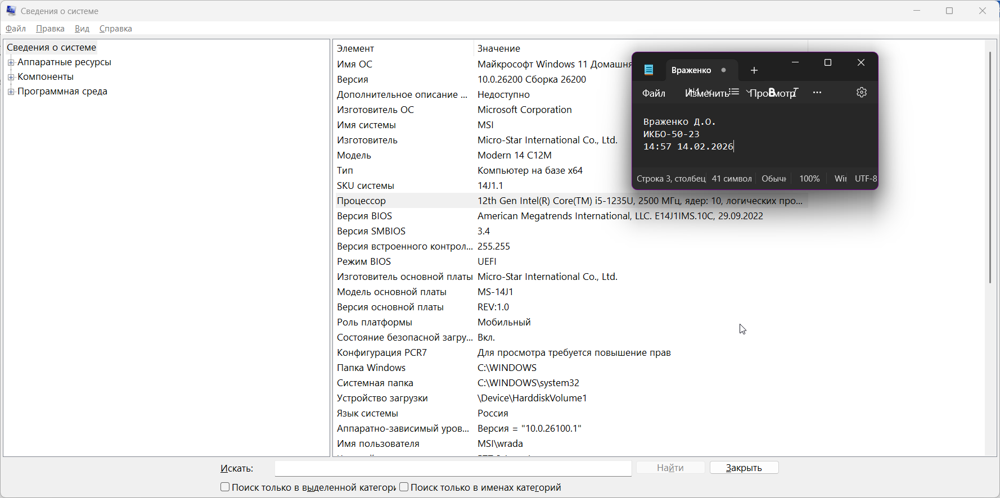 Сведения о системе
Файл Правка Вид Справка
Сведения о системе
Аппаратные ресурсы
Компоненты
Программная среда
Элемент Значение
Имя ОС Майкрософт Windows 11 Домашня
Версия 10.0.26200 Сборка 26200
Дополнительное описание ... Недоступно
Изготовитель ОС Microsoft Corporation
Имя системы MSI
Изготовитель Micro-Star International Co., Ltd.
Модель Modern 14 C12M
Тип Компьютер на базе x64
SKU системы 14J1.1
Процессор 12th Gen Intel(R) Core(TM) i5-1235U, 2500 МГц, ядер: 10, логических про...
Версия BIOS American Megatrends International, LLC. E14J1IMS.10C, 29.09.2022
Версия SMBIOS 3.4
Версия встроенного контрол... 255.255
Режим BIOS UEFI
Изготовитель основной платы Micro-Star International Co., Ltd.
Модель основной платы MS-14J1
Версия основной платы REV:1.0
Роль платформы Мобильный
Состояние безопасной загру... Вкл.
Конфигурация PCR7 Для просмотра требуется повышение прав
Папка Windows C:\WINDOWS
Системная папка C:\WINDOWS\system32
Устройство загрузки \Device\HarddiskVolume1
Язык системы Россия
Аппаратно-зависимый уров... Версия = "10.0.26100.1"
Имя пользователя MSI\wrada
Враженко
Файл Изменить Просмотр
Враженко Д.О.
ИКБО-50-23
14:57 14.02.2026
Строка 3, столбец 41 символ Обычн 100% Wir UTF-8
Искать: Найти Закрыть
Поиск только в выделенной категори Поиск только в именах категорий